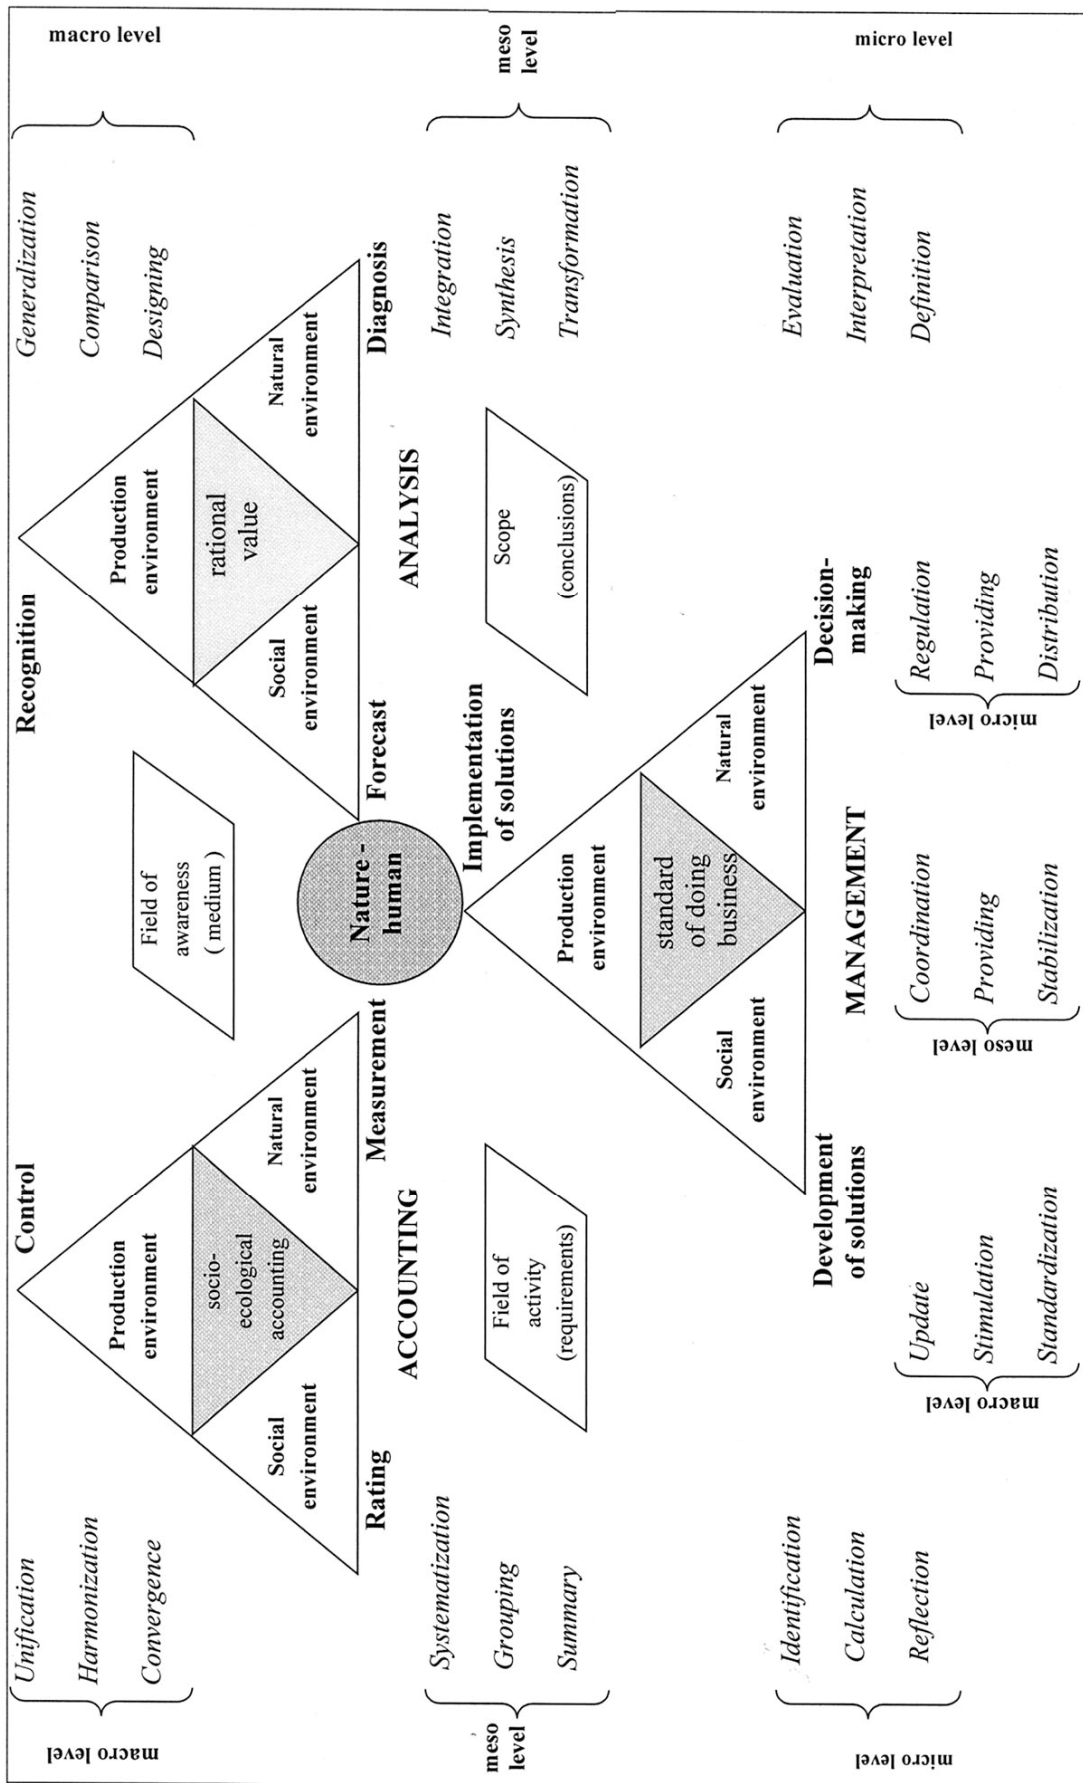 macro level
Unification
Harmonization
Convergence
Control
Production
environment
socio-
ecological
accounting
Social
environment
Natural
environment
Rating
Measurement
ACCOUNTING
Field of
awareness
( medium )
Nature -
human
Recognition
Production
environment
rational
value
Social
environment
Natural
environment
Forecast
Diagnosis
ANALYSIS
Generalization
Comparison
Designing
macro level
meso
level
Systematization
Grouping
Summary
Field of
activity
(requirements)
Implementation
of solutions
Scope
(conclusions)
Integration
Synthesis
Transformation
meso
level
micro level
Identification
Calculation
Reflection
Production
environment
standard
of doing
business
Social
environment
Natural
environment
Development
of solutions
MANAGEMENT
Decision-
making
Evaluation
Interpretation
Definition
micro level
macro level
Update
Stimulation
Standardization
meso level
Coordination
Providing
Stabilization
micro level
Regulation
Providing
Distribution